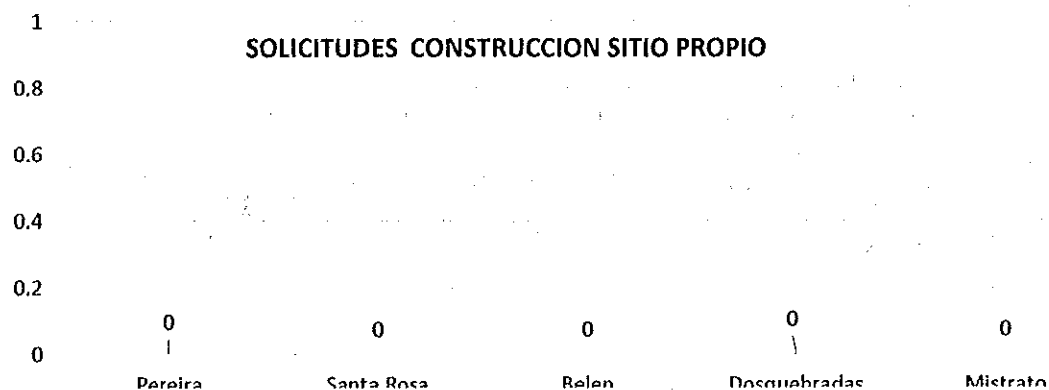 1
SOLICITUDES CONSTRUCCION SITIO PROPIO
0.8
0.6
0.4
0.2
0 0 0 0 0
0
Pereira Santa Rosa Belen Dosquebradas Mistrato